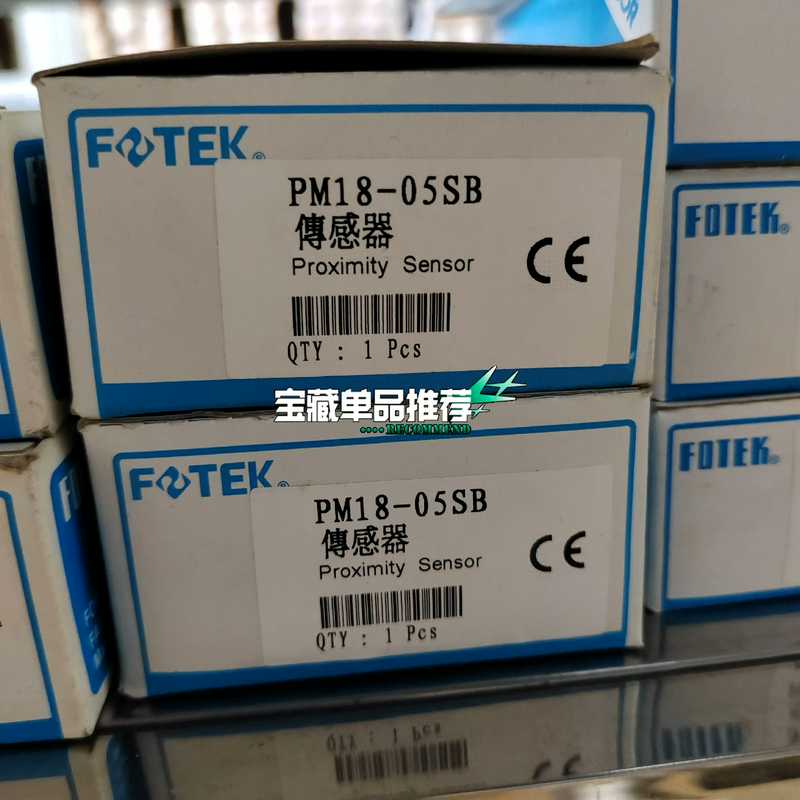 FOTEK®
PM18-05SB
傳感器
Proximity Sensor
CE
QTY : 1 Pcs
宝藏单品推荐
RECOMMEND
FOTEK®
PM18-05SB
傳感器
Proximity Sensor
CE
QTY : 1 Pcs
FOTEK®
FOTEK®